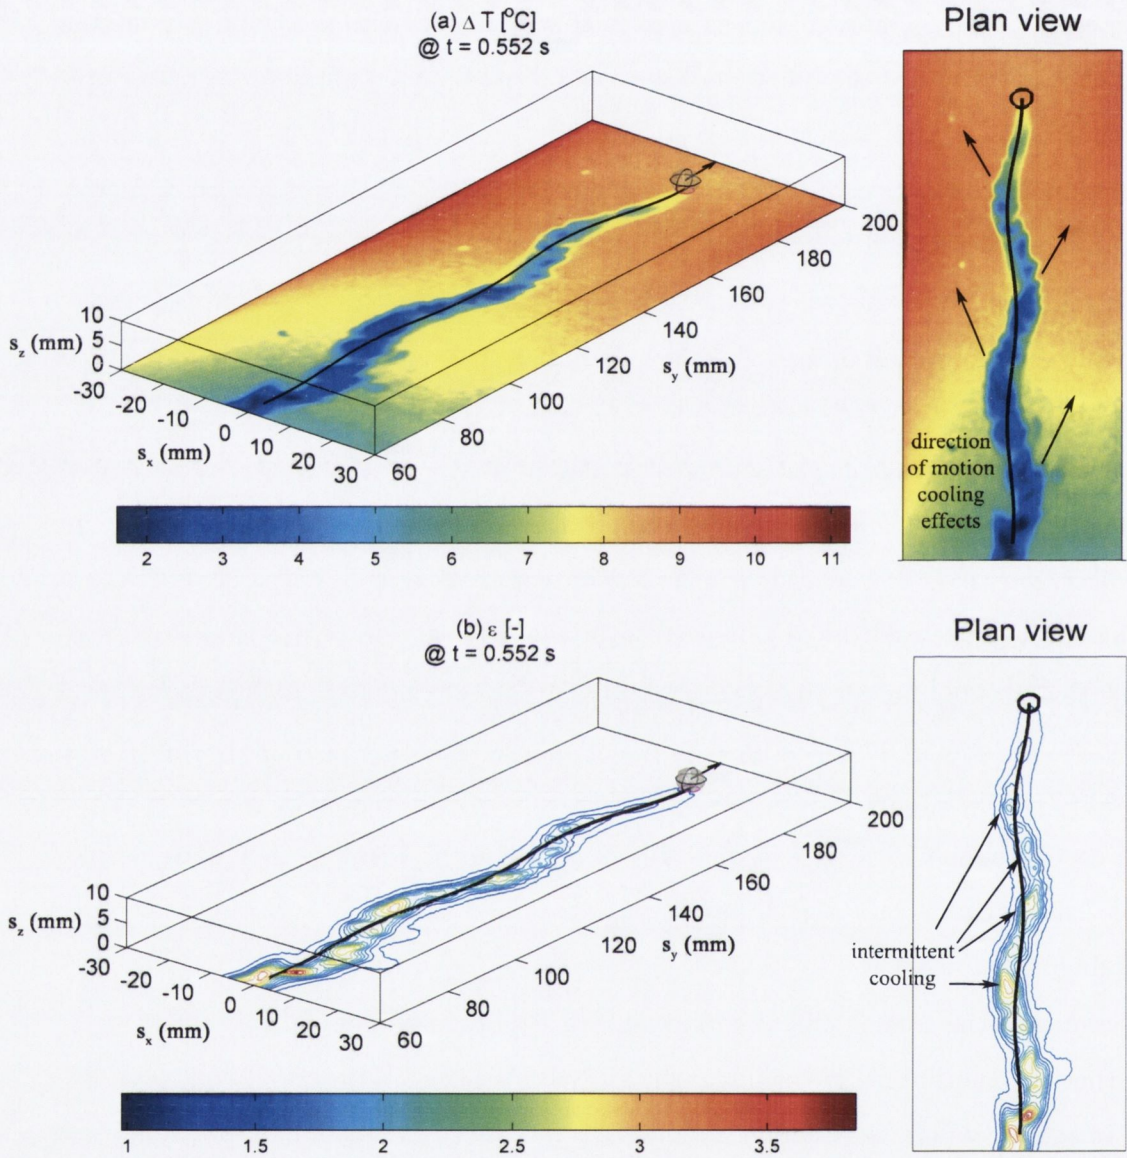 (a) Δ T [°C]
@ t = 0.552 s
Plan view
10
5
0
s_z (mm)
-30
-20
-10
0
10
20
30
s_x (mm)
60
80
100
120
140
160
180
200
s_y (mm)
direction
of motion
cooling
effects
2 3 4 5 6 7 8 9 10 11
(b) ε [-]
@ t = 0.552 s
Plan view
10
5
0
s_z (mm)
-30
-20
-10
0
10
20
30
s_x (mm)
60
80
100
120
140
160
180
200
s_y (mm)
intermittent
cooling
1 1.5 2 2.5 3 3.5